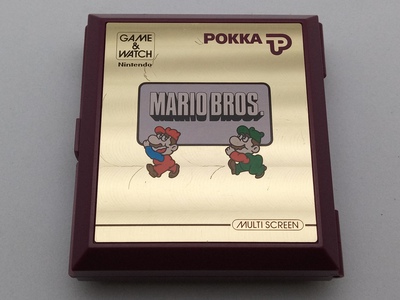 GAME
&
WATCH
Nintendo
POKKA P
MARIO BROS.
MULTI SCREEN